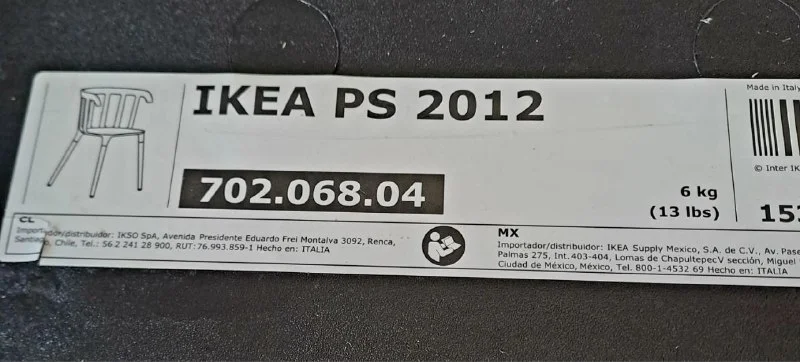 IKEA PS 2012
702.068.04
6 kg
(13 lbs)
Made in Italy
© Inter IK
152
CL
Importador/distribuidor: IKSO SpA, Avenida Presidente Eduardo Frei Montalva 3092, Renca,
Santiago, Chile, Tel.: 56 2 241 28 900, RUT:76.993.859-1 Hecho en: ITALIA
MX
Importador/distribuidor: IKEA Supply Mexico, S.A. de C.V., Av. Pase
Palmas 275, Int. 403-404, Lomas de ChapultepecV sección, Miguel
Ciudad de México, México, Tel. 800-1-4532 69 Hecho en: ITALIA